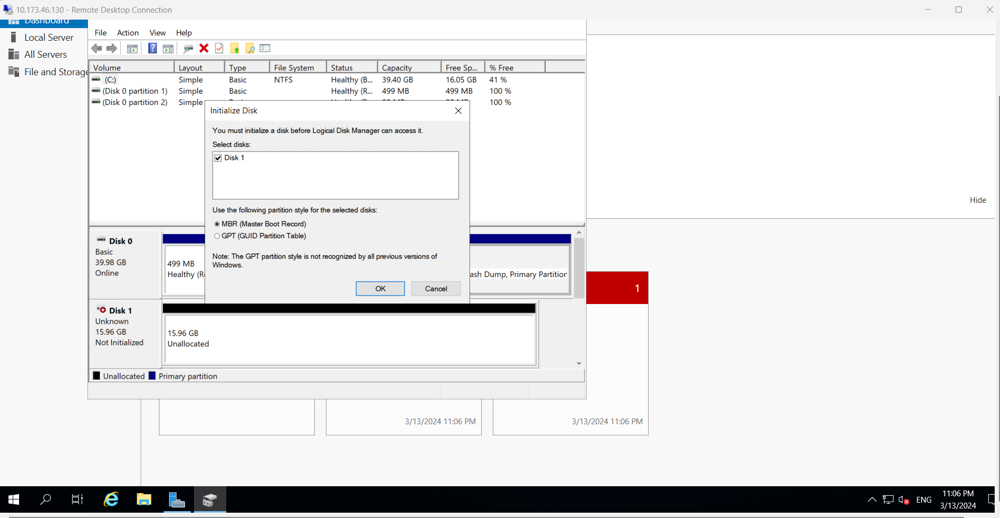 10.173.46.130 - Remote Desktop Connection
Dashboard
Local Server
All Servers
File and Storage
File Action View Help
Volume Layout Type File System Status Capacity Free Sp... % Free
(C:) Simple Basic NTFS Healthy (B... 39.40 GB 16.05 GB 41 %
(Disk 0 partition 1) Simple Basic Healthy (R... 499 MB 499 MB 100 %
(Disk 0 partition 2) Simple 100 %
Initialize Disk
You must initialize a disk before Logical Disk Manager can access it.
Select disks:
Disk 1
Use the following partition style for the selected disks:
MBR (Master Boot Record)
GPT (GUID Partition Table)
Note: The GPT partition style is not recognized by all previous versions of
Windows.
OK Cancel
Hide
Disk 0
Basic
39.98 GB
Online
499 MB
Healthy (Re
ash Dump, Primary Partition
1
Disk 1
Unknown
15.96 GB
Not Initialized
15.96 GB
Unallocated
Unallocated Primary partition
3/13/2024 11:06 PM
3/13/2024 11:06 PM
ENG
11:06 PM
3/13/2024